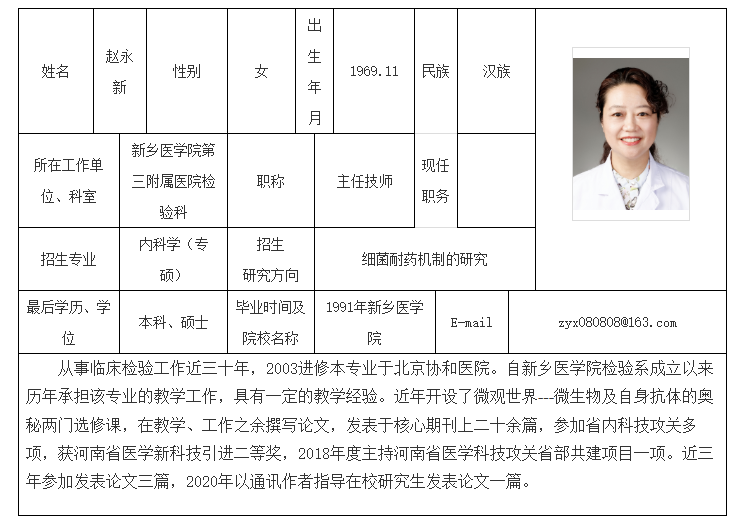 姓名 赵永新 性别 女 出生年月 1969.11 民族 汉族
所在工作单位、科室 新乡医学院第三附属医院检验科 职称 主任技师 现任职务
招生专业 内科学（专硕） 招生研究方向 细菌耐药机制的研究
最后学历、学位 本科、硕士 毕业时间及院校名称 1991年新乡医学院 E-mail zyx080808@163.com
从事临床检验工作近三十年，2003进修本专业于北京协和医院。自新乡医学院检验系成立以来
历年承担该专业的教学工作，具有一定的教学经验。近年开设了微观世界---微生物及自身抗体的奥
秘两门选修课，在教学、工作之余撰写论文，发表于核心期刊上二十余篇，参加省内科技攻关多
项，获河南省医学新科技引进二等奖，2018年度主持河南省医学科技攻关省部共建项目一项。近三
年参加发表论文三篇，2020年以通讯作者指导在校研究生发表论文一篇。